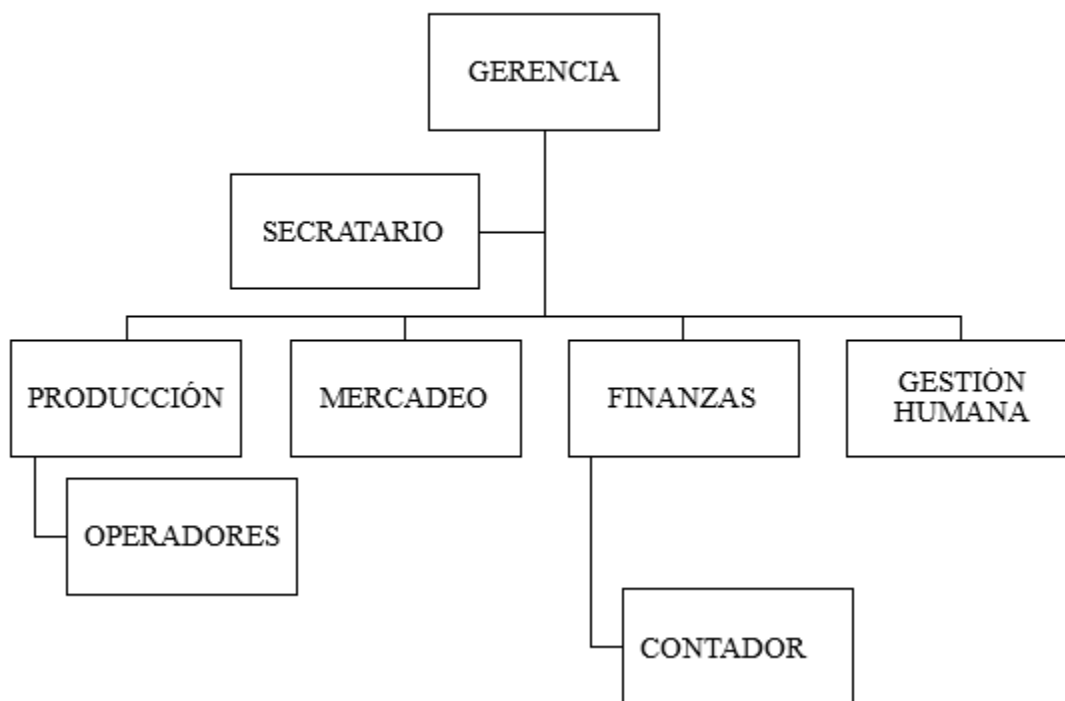 GERENCIA
SECRATARIO
PRODUCCIÓN
MERCADEO
FINANZAS
GESTIÓN
HUMANA
OPERADORES
CONTADOR